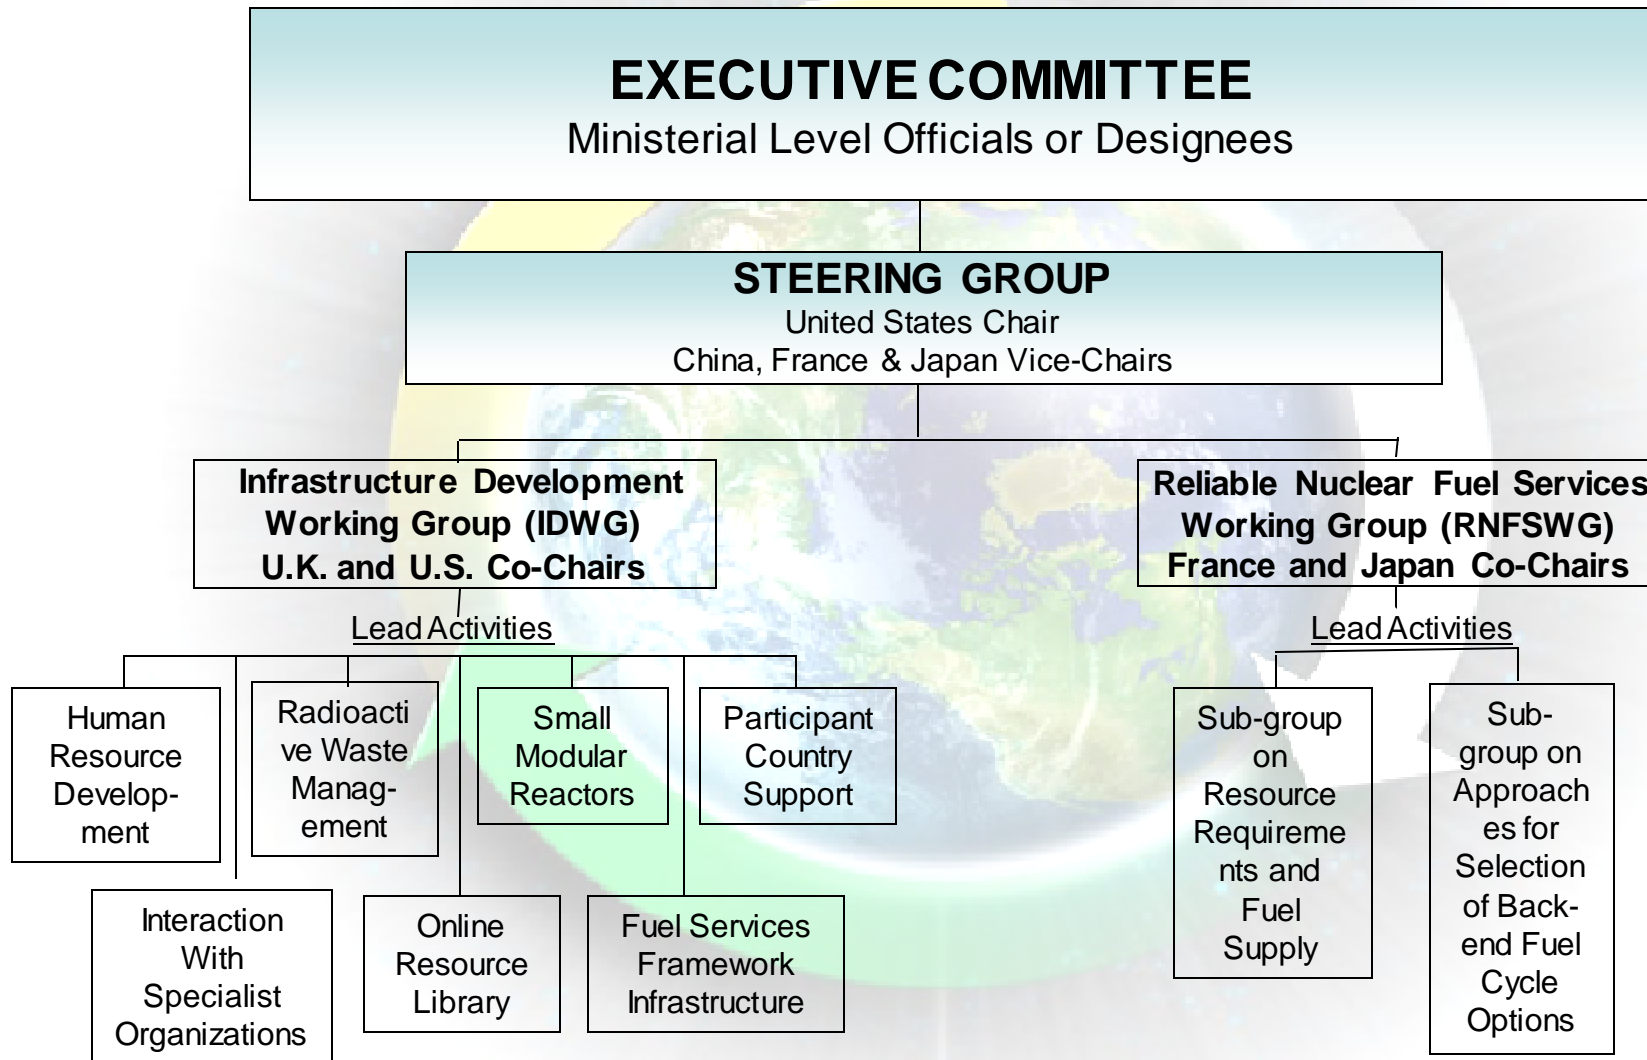 EXECUTIVE COMMITTEE
Ministerial Level Officials or Designees
STEERING GROUP
United States Chair
China, France & Japan Vice-Chairs
Infrastructure Development
Working Group (IDWG)
U.K. and U.S. Co-Chairs
Reliable Nuclear Fuel Services
Working Group (RNFSWG)
France and Japan Co-Chairs
Lead Activities
Human
Resource
Develop-
ment
Radioacti
ve Waste
Manag-
ement
Small
Modular
Reactors
Participant
Country
Support
Interaction
With
Specialist
Organizations
Online
Resource
Library
Fuel Services
Framework
Infrastructure
Lead Activities
Sub-group
on
Resource
Requireme
nts and
Fuel
Supply
Sub-
group on
Approach
es for
Selection
of Back-
end Fuel
Cycle
Options